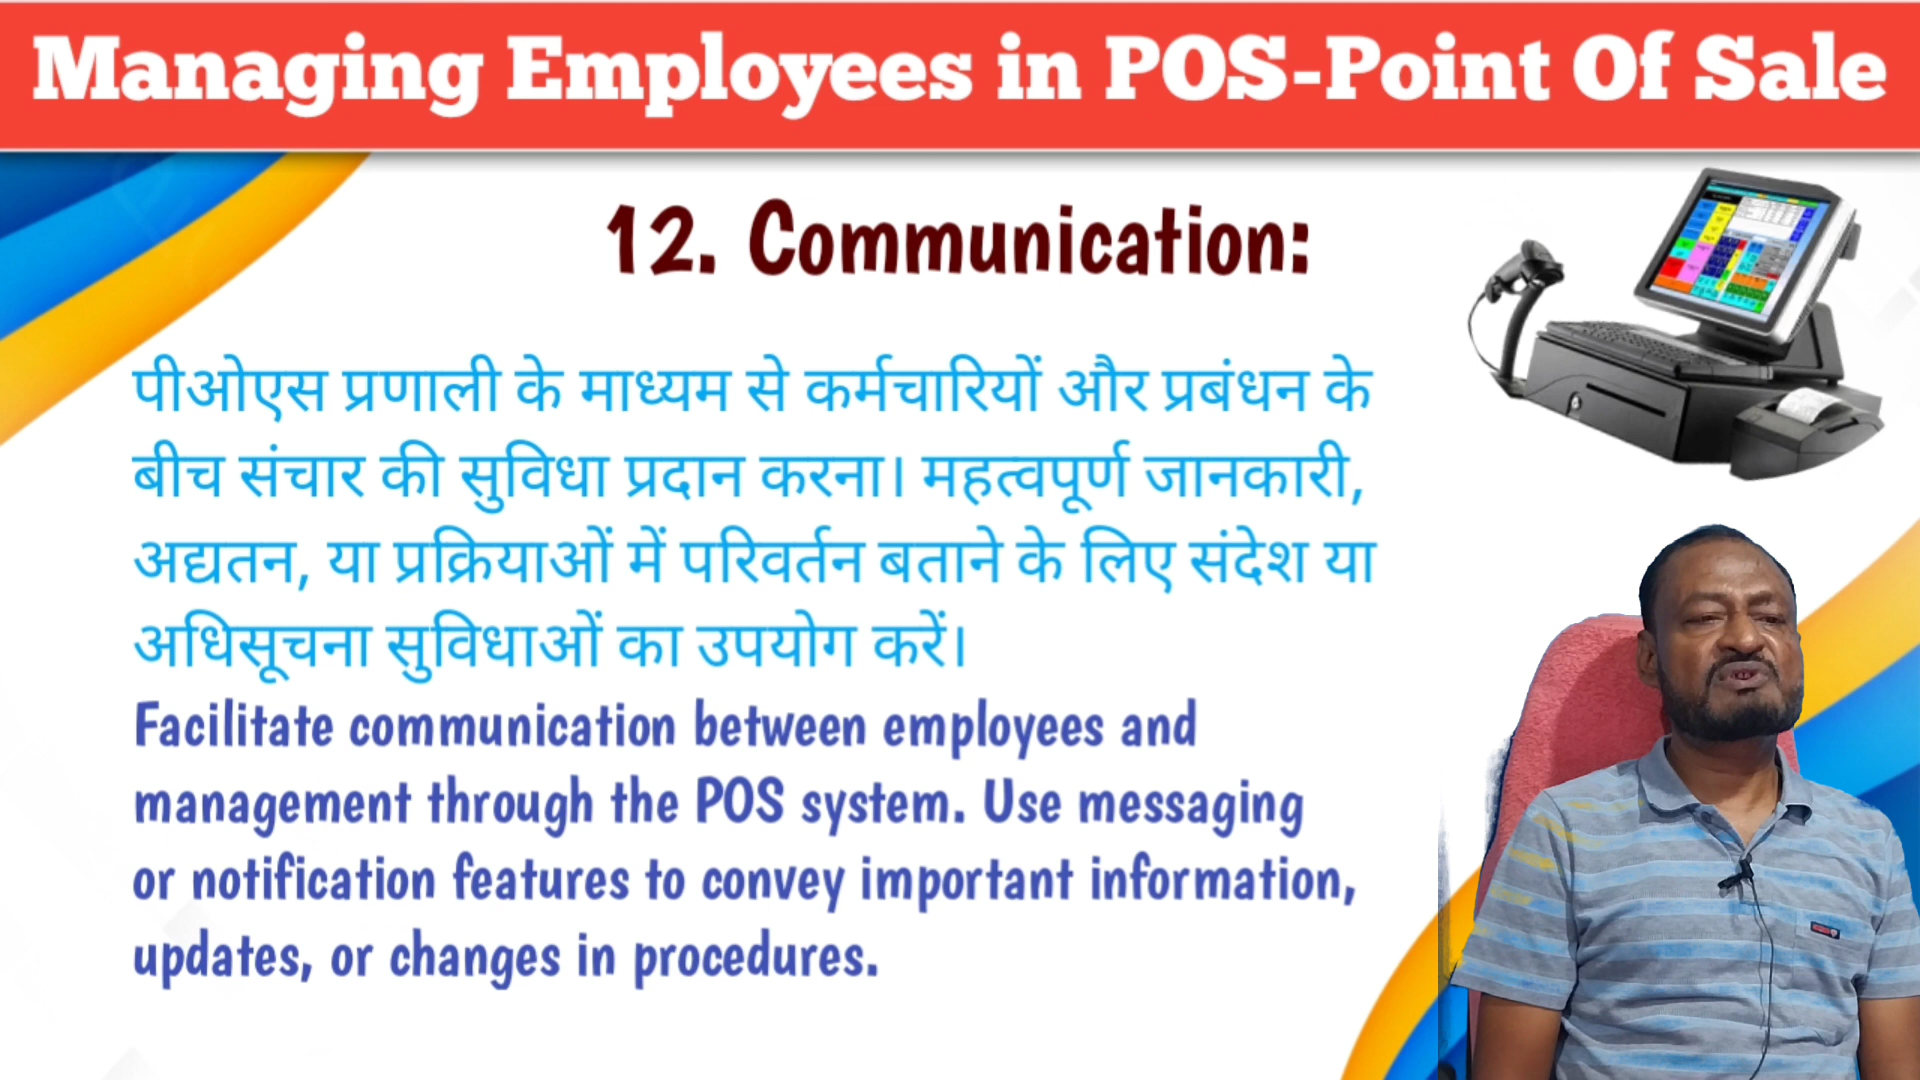 Managing Employees in POS-Point Of Sale
12. Communication:
पीओएस प्रणाली के माध्यम से कर्मचारियों और प्रबंधन के
बीच संचार की सुविधा प्रदान करना। महत्वपूर्ण जानकारी,
अद्यतन, या प्रक्रियाओं में परिवर्तन बताने के लिए संदेश या
अधिसूचना सुविधाओं का उपयोग करें।
Facilitate communication between employees and
management through the POS system. Use messaging
or notification features to convey important information,
updates, or changes in procedures.